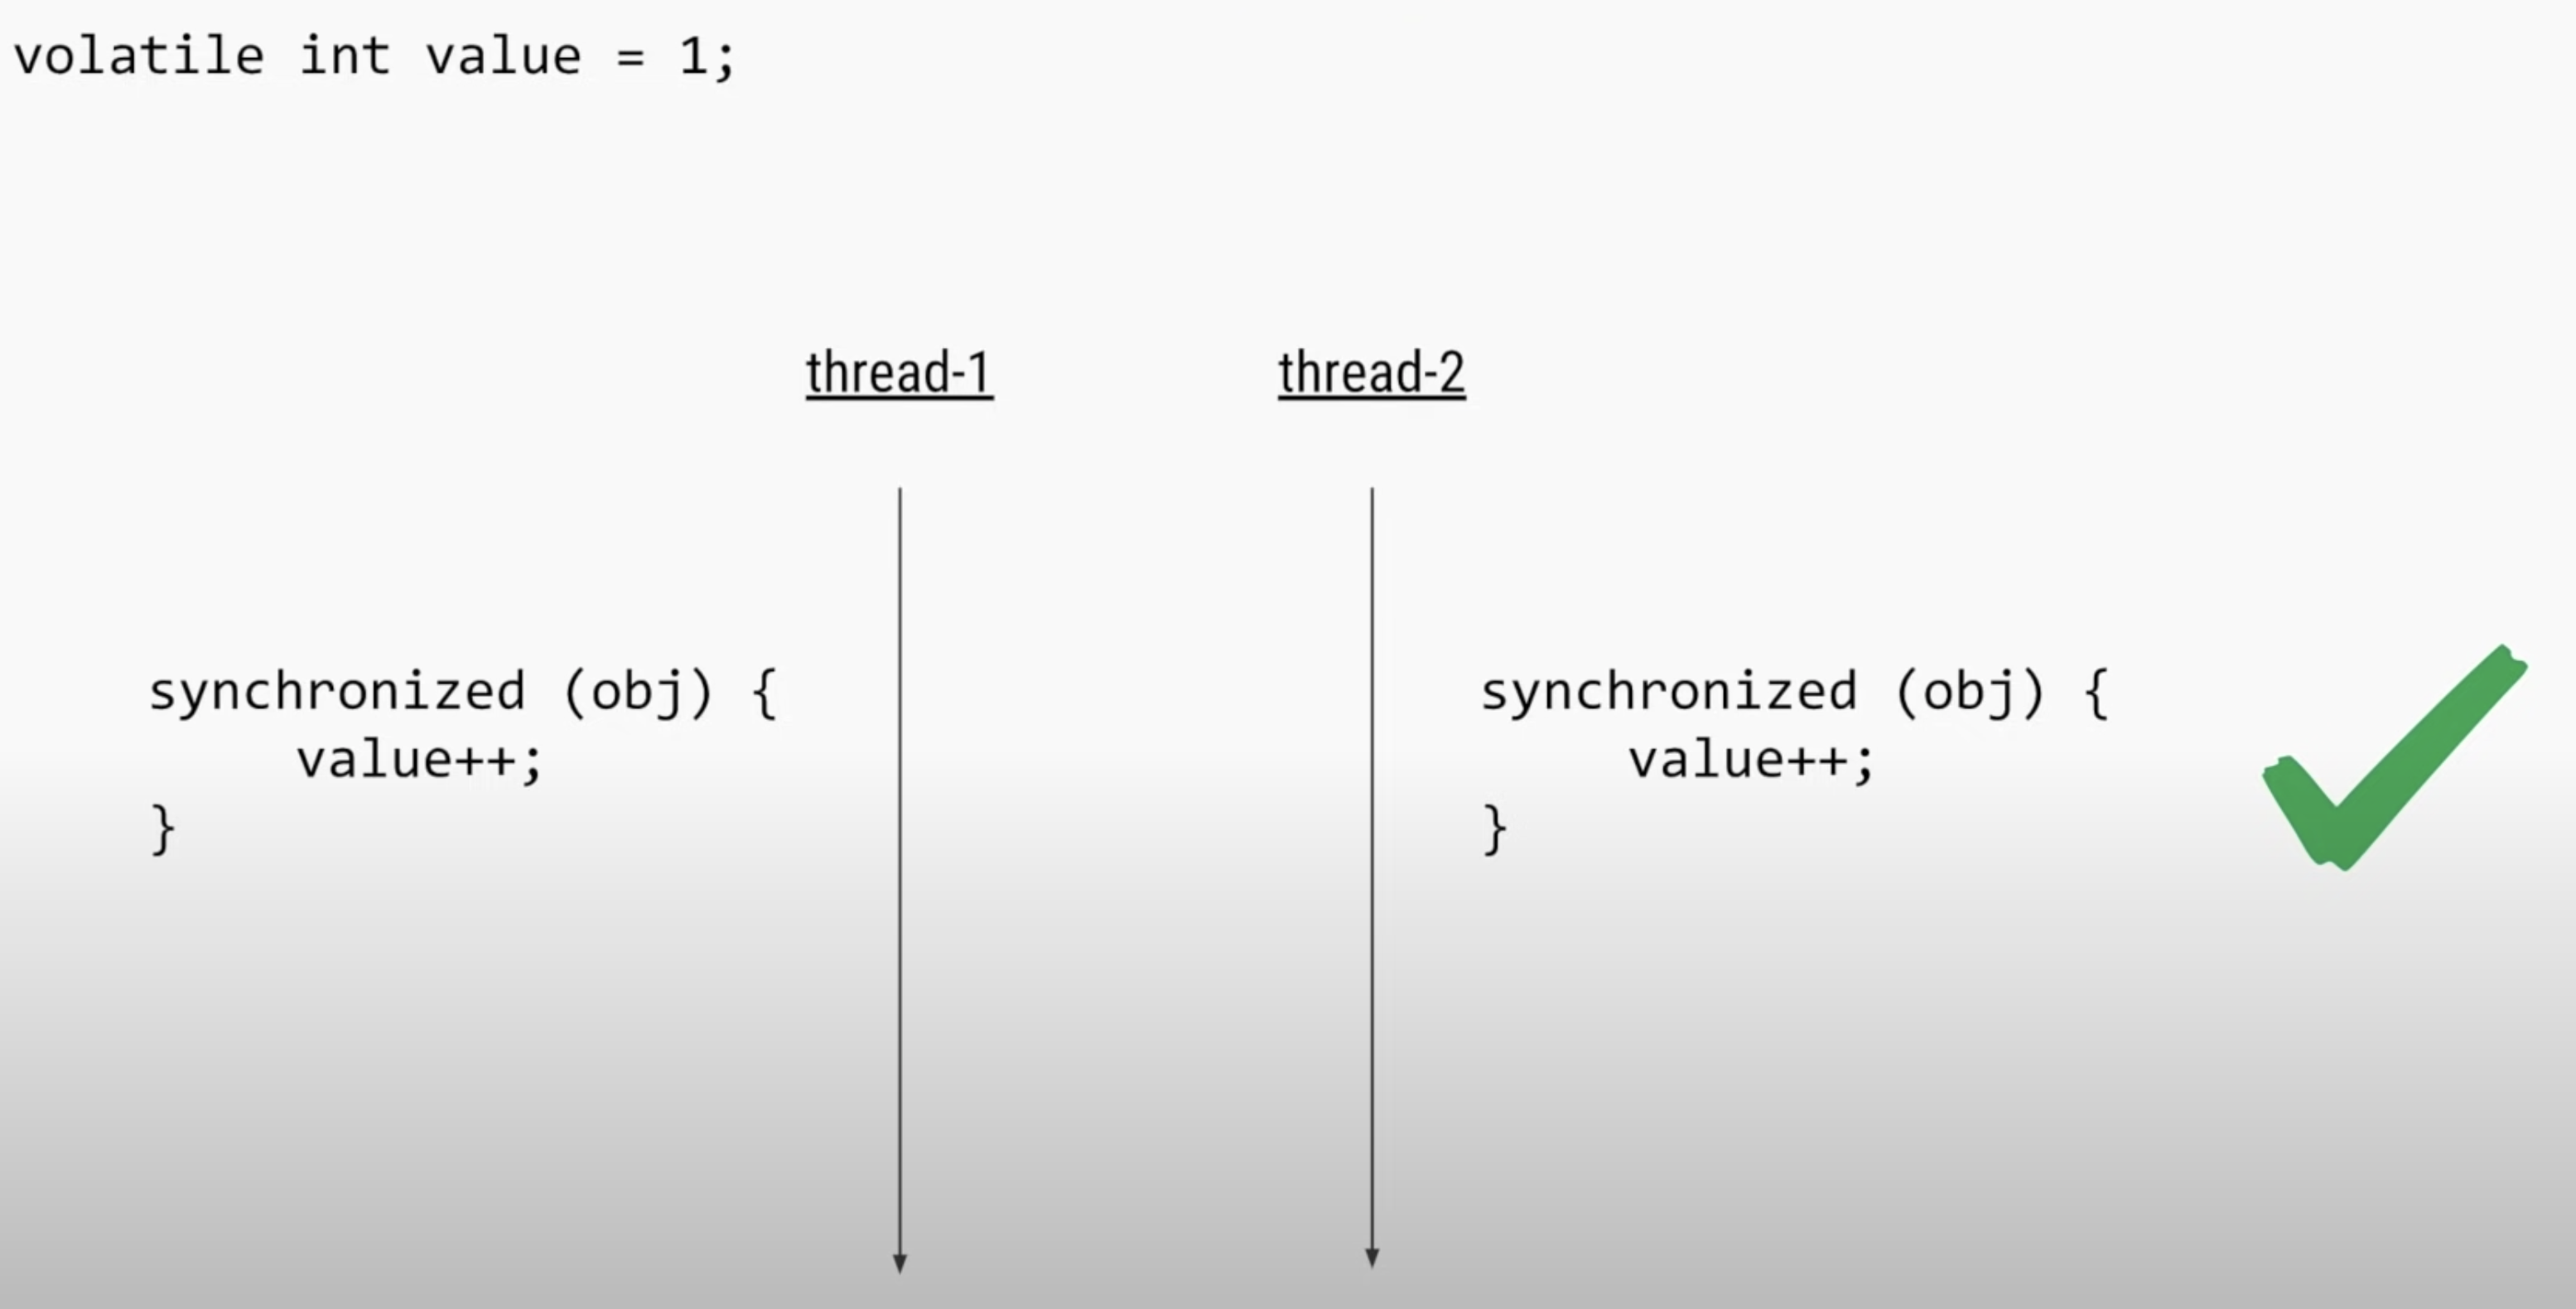 volatile int value = 1;
thread-1
thread-2
synchronized (obj) {
value++;
}
synchronized (obj) {
value++;
}